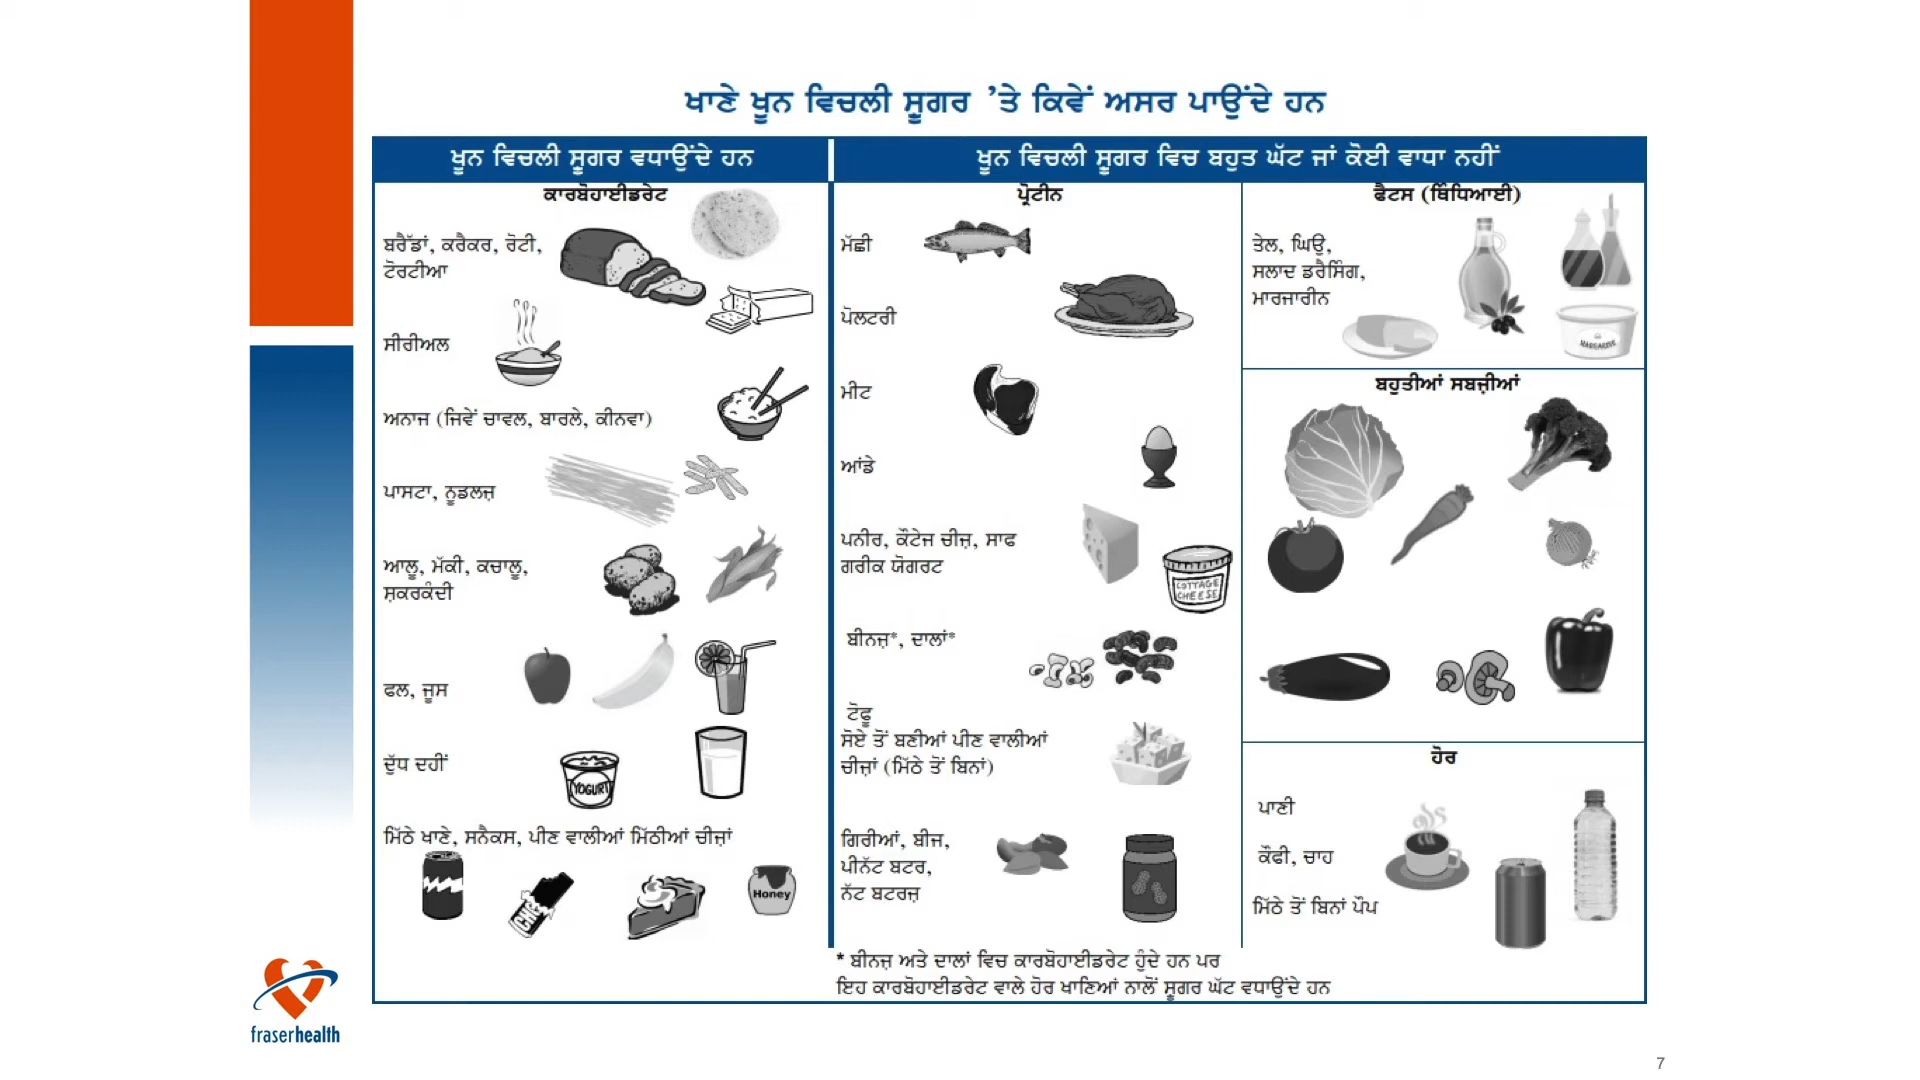 ਖਾਣੇ ਖੂਨ ਵਿਚਲੀ ਸ਼ੂਗਰ ’ਤੇ ਕਿਵੇਂ ਅਸਰ ਪਾਉਂਦੇ ਹਨ
ਖੂਨ ਵਿਚਲੀ ਸ਼ੂਗਰ ਵਧਾਉਂਦੇ ਹਨ
ਕਾਰਬੋਹਾਈਡਰੇਟ
ਬਰੈੱਡਾਂ, ਕਰੈਕਰ, ਰੋਟੀ,
ਟੋਰਟੀਆ
ਸੀਰੀਅਲ
ਅਨਾਜ (ਜਿਵੇਂ ਚਾਵਲ, ਬਾਰਲੇ, ਕੀਨਵਾ)
ਪਾਸਟਾ, ਨੂਡਲਜ਼
ਆਲੂ, ਮੱਕੀ, ਕਚਾਲੂ,
ਸ਼ਕਰਕੰਦੀ
ਫਲ, ਜੂਸ
ਦੁੱਧ ਦਹੀਂ
YOGURT
ਮਿੱਠੇ ਖਾਣੇ, ਸਨੈਕਸ, ਪੀਣ ਵਾਲੀਆਂ ਮਿੱਠੀਆਂ ਚੀਜ਼ਾਂ
Honey
ਖੂਨ ਵਿਚਲੀ ਸ਼ੂਗਰ ਵਿਚ ਬਹੁਤ ਘੱਟ ਜਾਂ ਕੋਈ ਵਾਧਾ ਨਹੀਂ
ਪ੍ਰੋਟੀਨ
ਮੱਛੀ
ਪੋਲਟਰੀ
ਮੀਟ
ਆਂਡੇ
ਪਨੀਰ, ਕੌਟੇਜ ਚੀਜ਼, ਸਾਫ
ਗਰੀਕ ਯੋਗਰਟ
COTTAGE
CHEESE
ਬੀਨਜ਼*, ਦਾਲਾਂ*
ਟੋਫੂ
ਸੋਏ ਤੋਂ ਬਣੀਆਂ ਪੀਣ ਵਾਲੀਆਂ
ਚੀਜ਼ਾਂ (ਮਿੱਠੇ ਤੋਂ ਬਿਨਾਂ)
ਗਿਰੀਆਂ, ਬੀਜ,
ਪੀਨੱਟ ਬਟਰ,
ਨੱਟ ਬਟਰਜ਼
ਫੈਟਸ (ਥਿੰਧਿਆਈ)
ਤੇਲ, ਘਿਉ,
ਸਲਾਦ ਡਰੈਸਿੰਗ,
ਮਾਰਜਾਰੀਨ
MARGARINE
ਬਹੁਤੀਆਂ ਸਬਜ਼ੀਆਂ
ਹੋਰ
ਪਾਣੀ
ਕੌਫੀ, ਚਾਹ
ਮਿੱਠੇ ਤੋਂ ਬਿਨਾਂ ਪੌਪ
* ਬੀਨਜ਼ ਅਤੇ ਦਾਲਾਂ ਵਿਚ ਕਾਰਬੋਹਾਈਡਰੇਟ ਹੁੰਦੇ ਹਨ ਪਰ
ਇਹ ਕਾਰਬੋਹਾਈਡਰੇਟ ਵਾਲੇ ਹੋਰ ਖਾਣਿਆਂ ਨਾਲੋਂ ਸ਼ੂਗਰ ਘੱਟ ਵਧਾਉਂਦੇ ਹਨ
fraserhealth
7